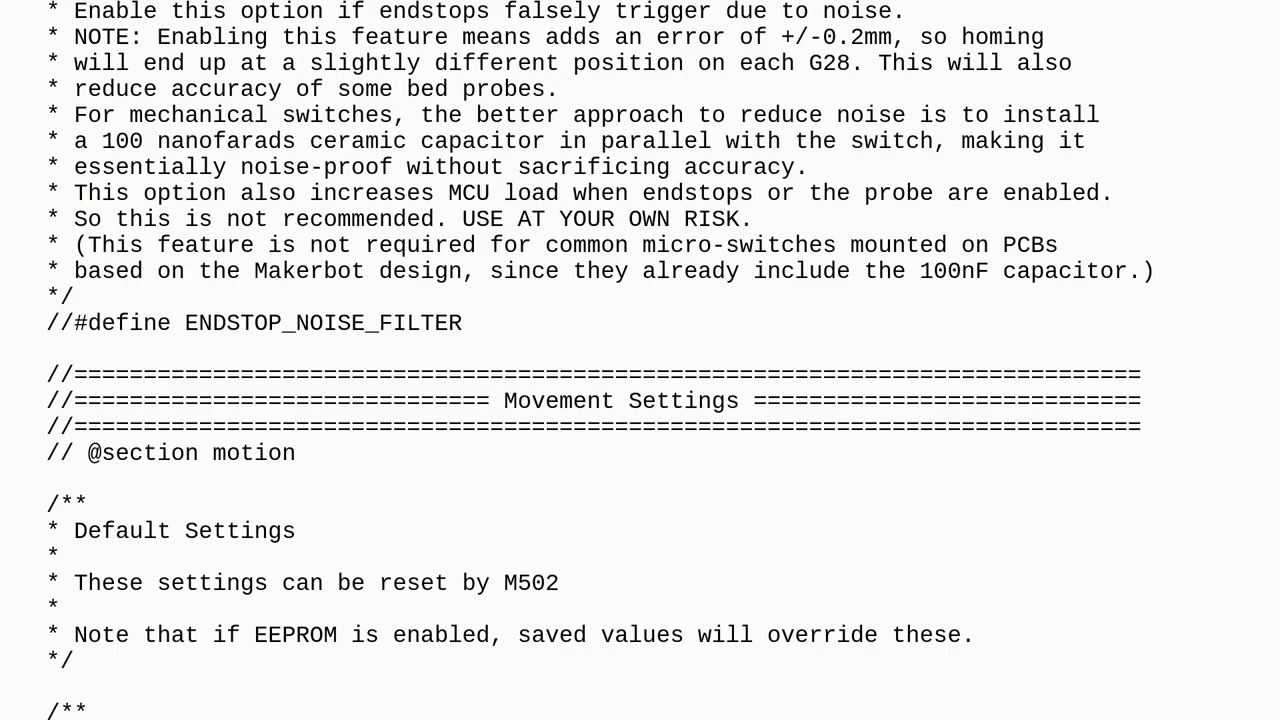 * Enable this option if endstops falsely trigger due to noise.
* NOTE: Enabling this feature means adds an error of +/-0.2mm, so homing
* will end up at a slightly different position on each G28. This will also
* reduce accuracy of some bed probes.
* For mechanical switches, the better approach to reduce noise is to install
* a 100 nanofarads ceramic capacitor in parallel with the switch, making it
* essentially noise-proof without sacrificing accuracy.
* This option also increases MCU load when endstops or the probe are enabled.
* So this is not recommended. USE AT YOUR OWN RISK.
* (This feature is not required for common micro-switches mounted on PCBs
* based on the Makerbot design, since they already include the 100nF capacitor.)
*/
//#define ENDSTOP_NOISE_FILTER

//=============================================================================
//============================== Movement Settings ============================
//=============================================================================
// @section motion

/**
* Default Settings
*
* These settings can be reset by M502
*
* Note that if EEPROM is enabled, saved values will override these.
*/

/**